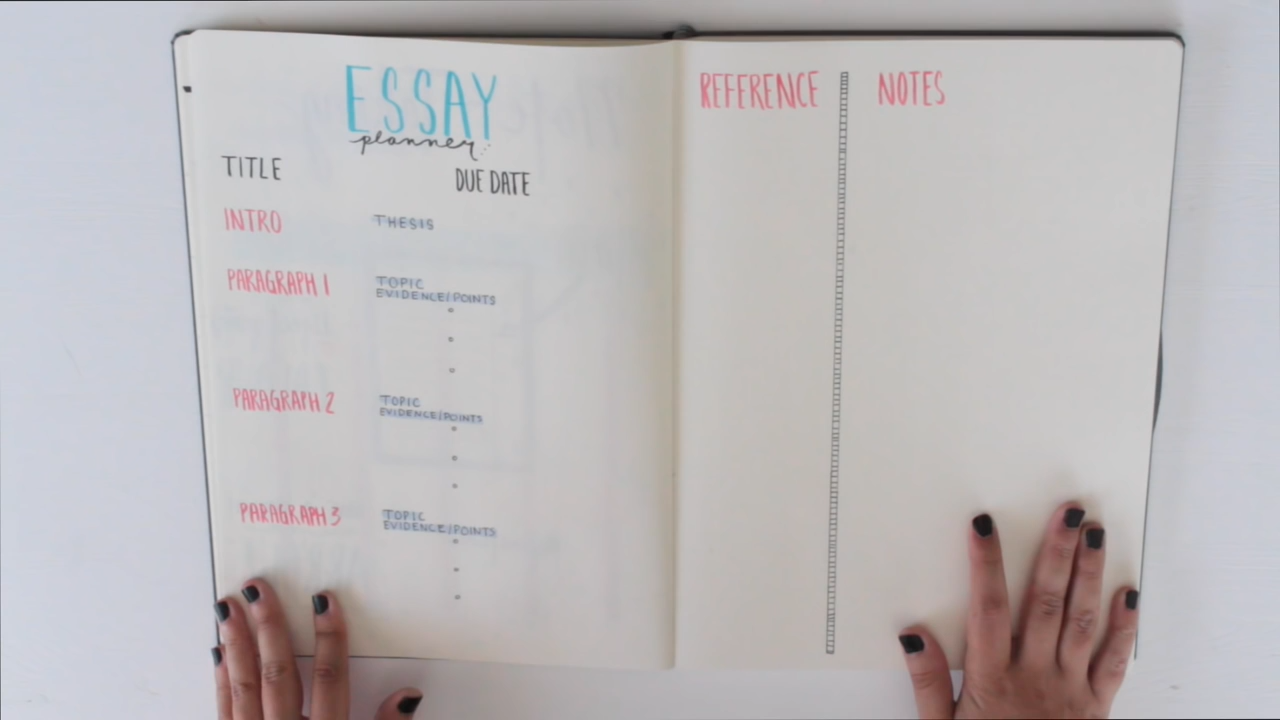 ESSAY
planner
TITLE
DUE DATE
INTRO
THESIS
PARAGRAPH 1
TOPIC
EVIDENCE/POINTS
PARAGRAPH 2
TOPIC
EVIDENCE/POINTS
PARAGRAPH 3
TOPIC
EVIDENCE/POINTS
REFERENCE
NOTES